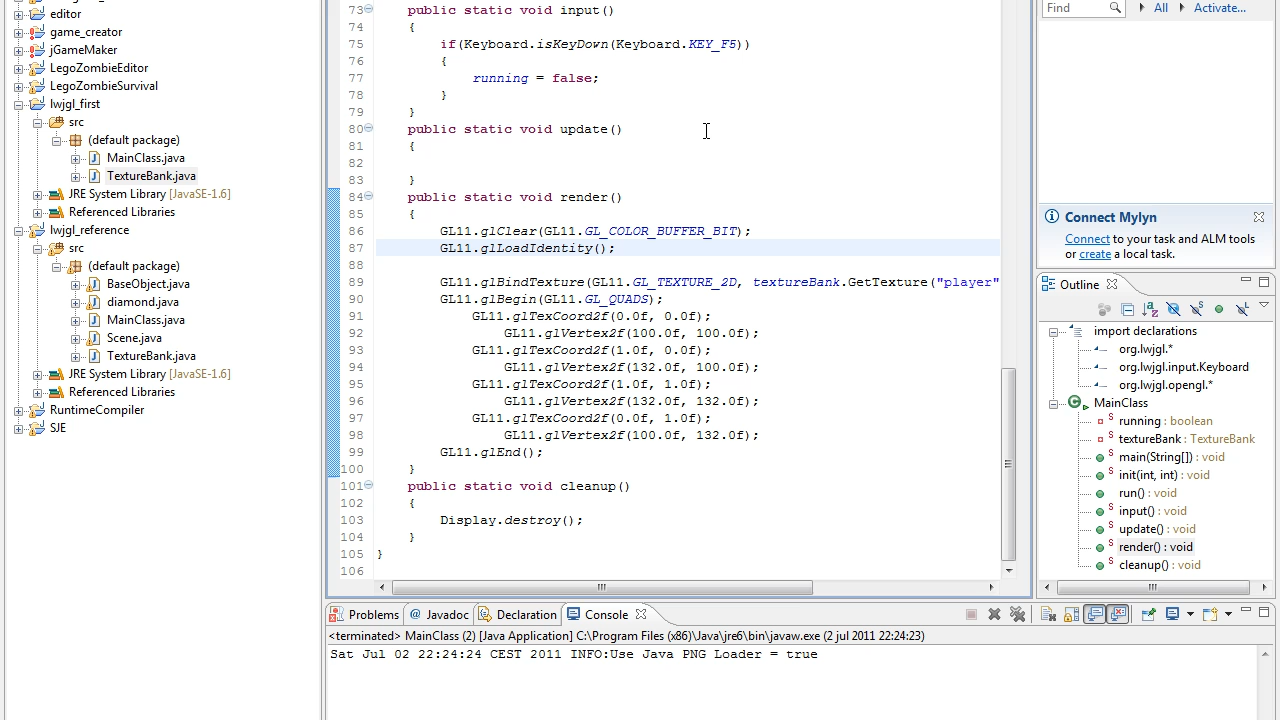 editor
game_creator
jGameMaker
LegoZombieEditor
LegoZombieSurvival
lwjgl_first
src
(default package)
MainClass.java
TextureBank.java
JRE System Library [JavaSE-1.6]
Referenced Libraries
lwjgl_reference
src
(default package)
BaseObject.java
diamond.java
MainClass.java
Scene.java
TextureBank.java
JRE System Library [JavaSE-1.6]
Referenced Libraries
RuntimeCompiler
SJE
73 public static void input()
74 {
75 if(Keyboard.isKeyDown(Keyboard.KEY_F5))
76 {
77 running = false;
78 }
79 }
80 public static void update()
81 {
82
83 }
84 public static void render()
85 {
86 GL11.glClear(GL11.GL_COLOR_BUFFER_BIT);
87 GL11.glLoadIdentity();
88
89 GL11.glBindTexture(GL11.GL_TEXTURE_2D, textureBank.GetTexture("player"
90 GL11.glBegin(GL11.GL_QUADS);
91 GL11.glTexCoord2f(0.0f, 0.0f);
92 GL11.glVertex2f(100.0f, 100.0f);
93 GL11.glTexCoord2f(1.0f, 0.0f);
94 GL11.glVertex2f(132.0f, 100.0f);
95 GL11.glTexCoord2f(1.0f, 1.0f);
96 GL11.glVertex2f(132.0f, 132.0f);
97 GL11.glTexCoord2f(0.0f, 1.0f);
98 GL11.glVertex2f(100.0f, 132.0f);
99 GL11.glEnd();
100 }
101 public static void cleanup()
102 {
103 Display.destroy();
104 }
105 }
106
Find All Activate...
Connect Mylyn
Connect to your task and ALM tools
or create a local task.
Outline
import declarations
org.lwjgl.*
org.lwjgl.input.Keyboard
org.lwjgl.opengl.*
MainClass
running : boolean
textureBank : TextureBank
main(String[]) : void
init(int, int) : void
run() : void
input() : void
update() : void
render() : void
cleanup() : void
Problems @ Javadoc Declaration Console
<terminated> MainClass (2) [Java Application] C:\Program Files (x86)\Java\jre6\bin\javaw.exe (2 jul 2011 22:24:23)
Sat Jul 02 22:24:24 CEST 2011 INFO:Use Java PNG Loader = true